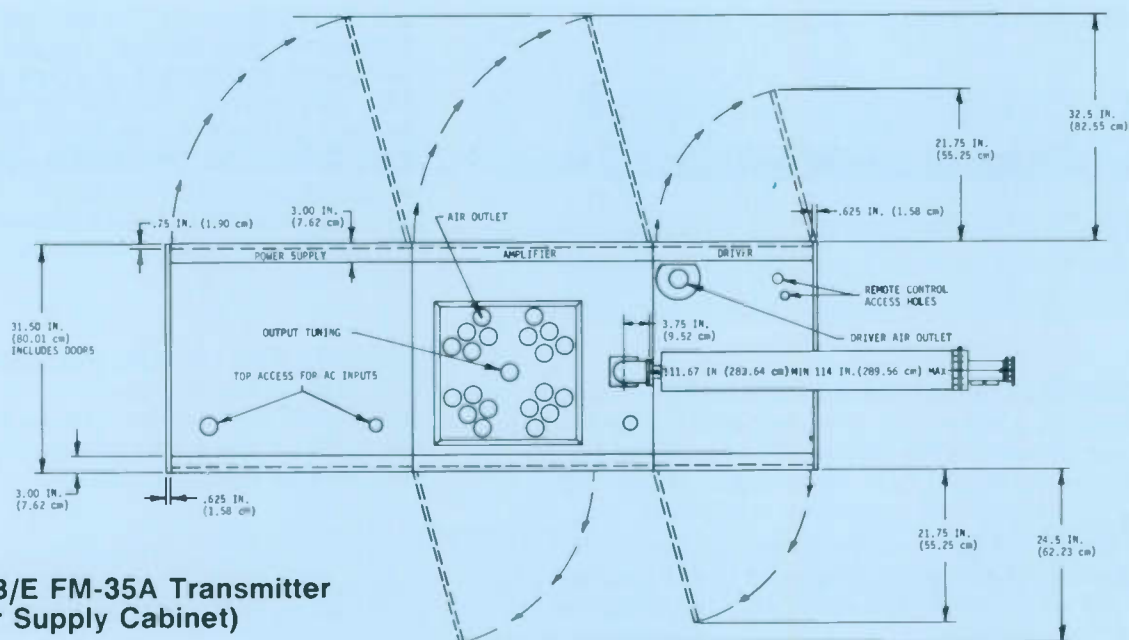 32.5 IN.
(82.55 cm)
21.75 IN.
(55.25 cm)
.75 IN. (1.90 cm)
3.00 IN.
(7.62 cm)
AIR OUTLET
.625 IN. (1.58 cm)
POWER SUPPLY
AMPLIFIER
DRIVER
REMOTE CONTROL
ACCESS HOLES
31.50 IN.
(80.01 cm)
INCLUDES DOORS
OUTPUT TUNING
3.75 IN.
(9.52 cm)
DRIVER AIR OUTLET
TOP ACCESS FOR AC INPUTS
111.67 IN (283.64 cm) MIN 114 IN. (289.56 cm) MAX
3.00 IN.
(7.62 cm)
.625 IN.
(1.58 cm)
21.75 IN.
(55.25 cm)
24.5 IN.
(62.23 cm)
/E FM-35A Transmitter
Supply Cabinet)